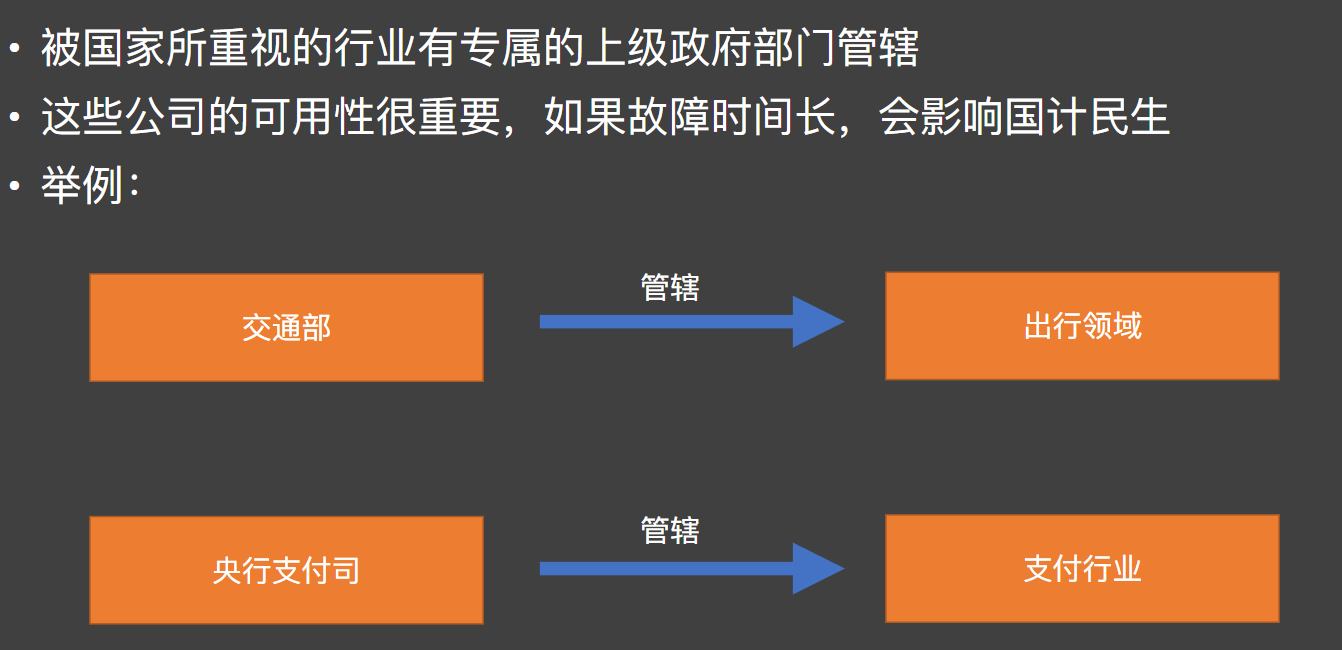 • 被国家所重视的行业有专属的上级政府部门管辖
• 这些公司的可用性很重要，如果故障时间长，会影响国计民生
• 举例：
交通部
管辖
出行领域
央行支付司
管辖
支付行业